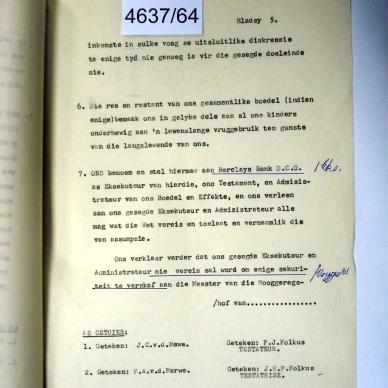 4637/64
Bladsy 5.
inkomste in sulke voog se uitsluitlike diskressie
te enige tyd nie genoeg is vir die gesegde doeleinde
nie.
6. Die res en restant van ons gesamentlike boedel (indien
enige)bemaak ons in gelyke dele aan al ons kinders
onderhewig aan 'n lewenslange vruggebruik ten gunste
van die langslewende van ons.
7. ONS benoem en stel hiermee aan Barclays Bank D.C.O.
as Eksekuteur van hierdie, ons Testament, en Adminis-
trateur van ons Boedel en Effekte, en ons verleen
aan ons gesegde Eksekuteur en Administrateur alle
mag wat die Wet vereis en toelaat en vernaamlik die
van assumpsie.
Ons verklaar verder dat ons gesegde Eksekuteur en
Administrateur nie vereis sal word om enige sekuri-
teit te verskaf aan die Meester van die Hooggeregs-
/hof van.................
AS GETUIES:
1. Geteken: J.C.v.d.Merwe. Geteken: P.J.Folkus
TESTATEUR.
2. Geteken: P.A.v.d.Merwe. Geteken: J.H.P.Folkus
TESTATRISE.